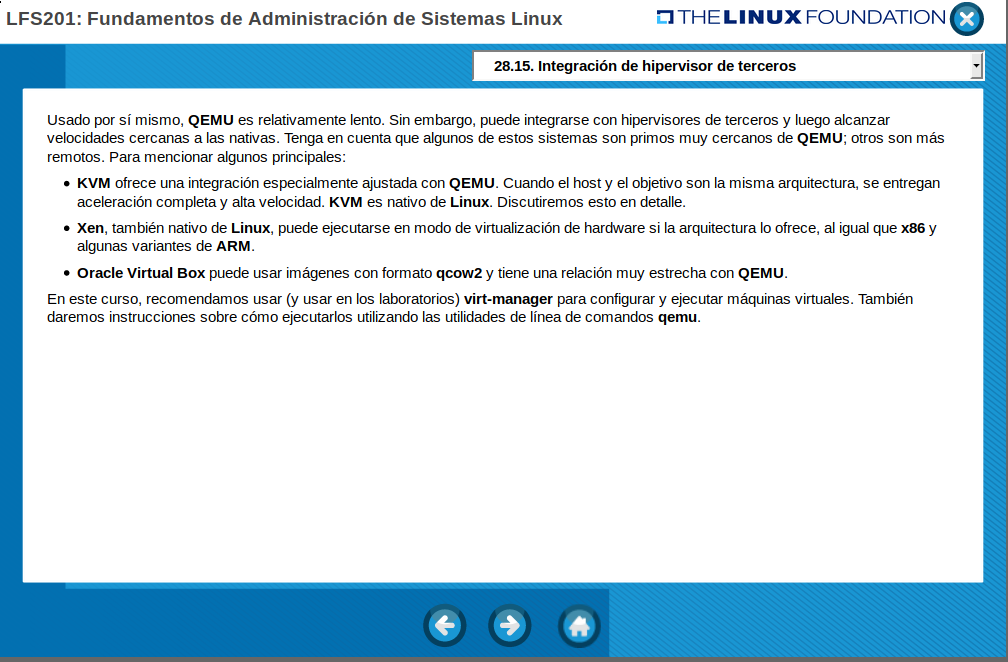 LFS201: Fundamentos de Administración de Sistemas Linux
THE LINUX FOUNDATION
28.15. Integración de hipervisor de terceros
Usado por sí mismo, QEMU es relativamente lento. Sin embargo, puede integrarse con hipervisores de terceros y luego alcanzar
velocidades cercanas a las nativas. Tenga en cuenta que algunos de estos sistemas son primos muy cercanos de QEMU; otros son más
remotos. Para mencionar algunos principales:
• KVM ofrece una integración especialmente ajustada con QEMU. Cuando el host y el objetivo son la misma arquitectura, se entregan
aceleración completa y alta velocidad. KVM es nativo de Linux. Discutiremos esto en detalle.
• Xen, también nativo de Linux, puede ejecutarse en modo de virtualización de hardware si la arquitectura lo ofrece, al igual que x86 y
algunas variantes de ARM.
• Oracle Virtual Box puede usar imágenes con formato qcow2 y tiene una relación muy estrecha con QEMU.
En este curso, recomendamos usar (y usar en los laboratorios) virt-manager para configurar y ejecutar máquinas virtuales. También
daremos instrucciones sobre cómo ejecutarlos utilizando las utilidades de línea de comandos qemu.